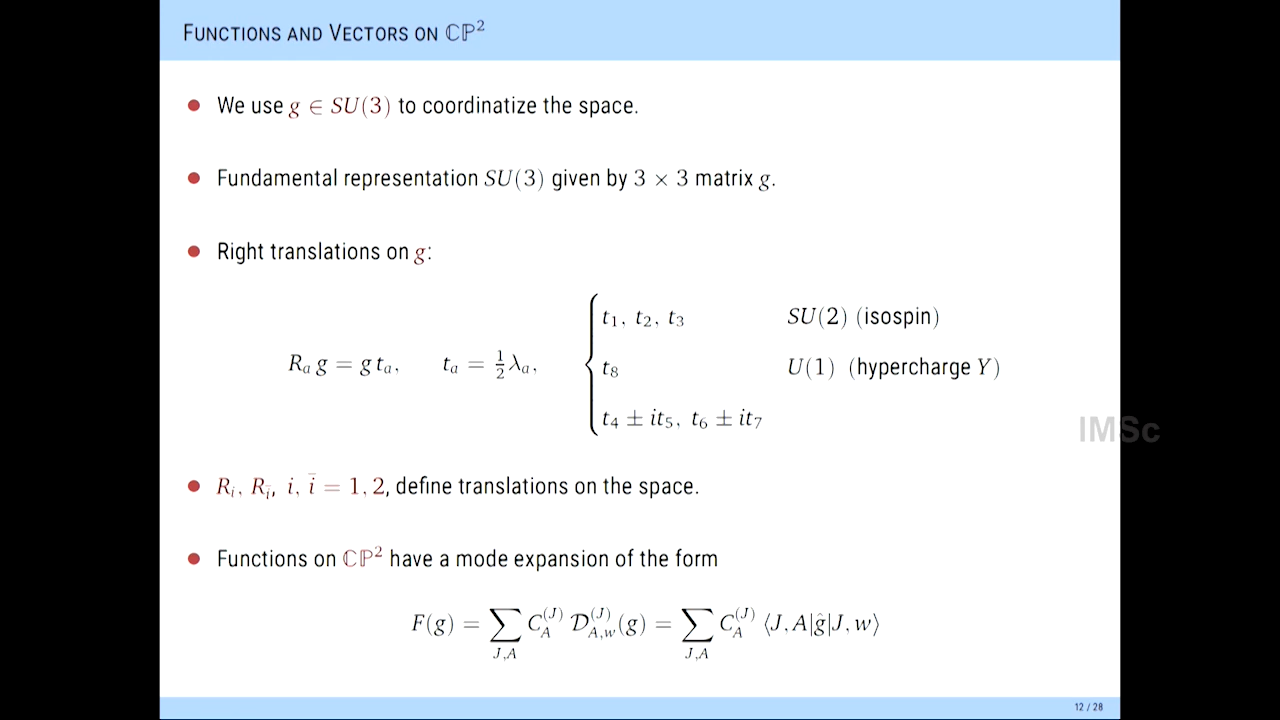 FUNCTIONS AND VECTORS ON ℂℙ²
• We use g ∈ SU(3) to coordinatize the space.
• Fundamental representation SU(3) given by 3 × 3 matrix g.
• Right translations on g:
t₁, t₂, t₃ SU(2) (isospin)
R_a g = g t_a, t_a = ½ λ_a, { t₈ U(1) (hypercharge Y)
t₄ ± it₅, t₆ ± it₇
IMSc
• R_i, R_ī, i, ī = 1, 2, define translations on the space.
• Functions on ℂℙ² have a mode expansion of the form
F(g) = ∑_{J,A} C_A^{(J)} 𝒟_{A,w}^{(J)}(g) = ∑_{J,A} C_A^{(J)} ⟨J, A|ĝ|J, w⟩
12 / 28